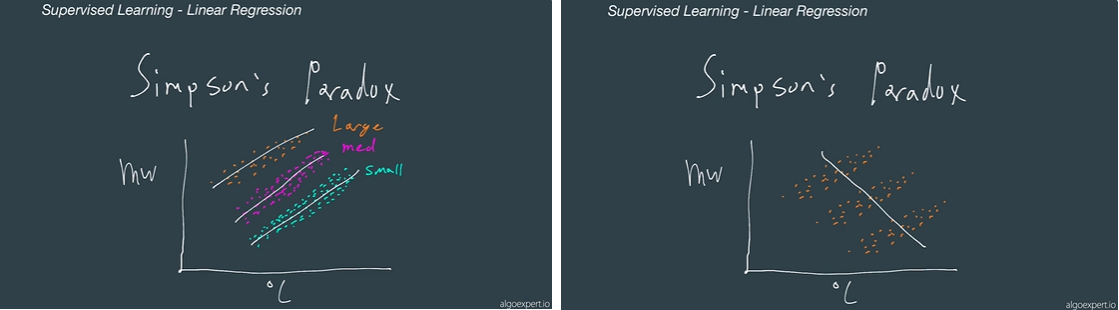 Supervised Learning - Linear Regression
Simpson's Paradox
Large
med
small
mw
°C
algoexpert.io
Supervised Learning - Linear Regression
Simpson's Paradox
mw
°C
algoexpert.io